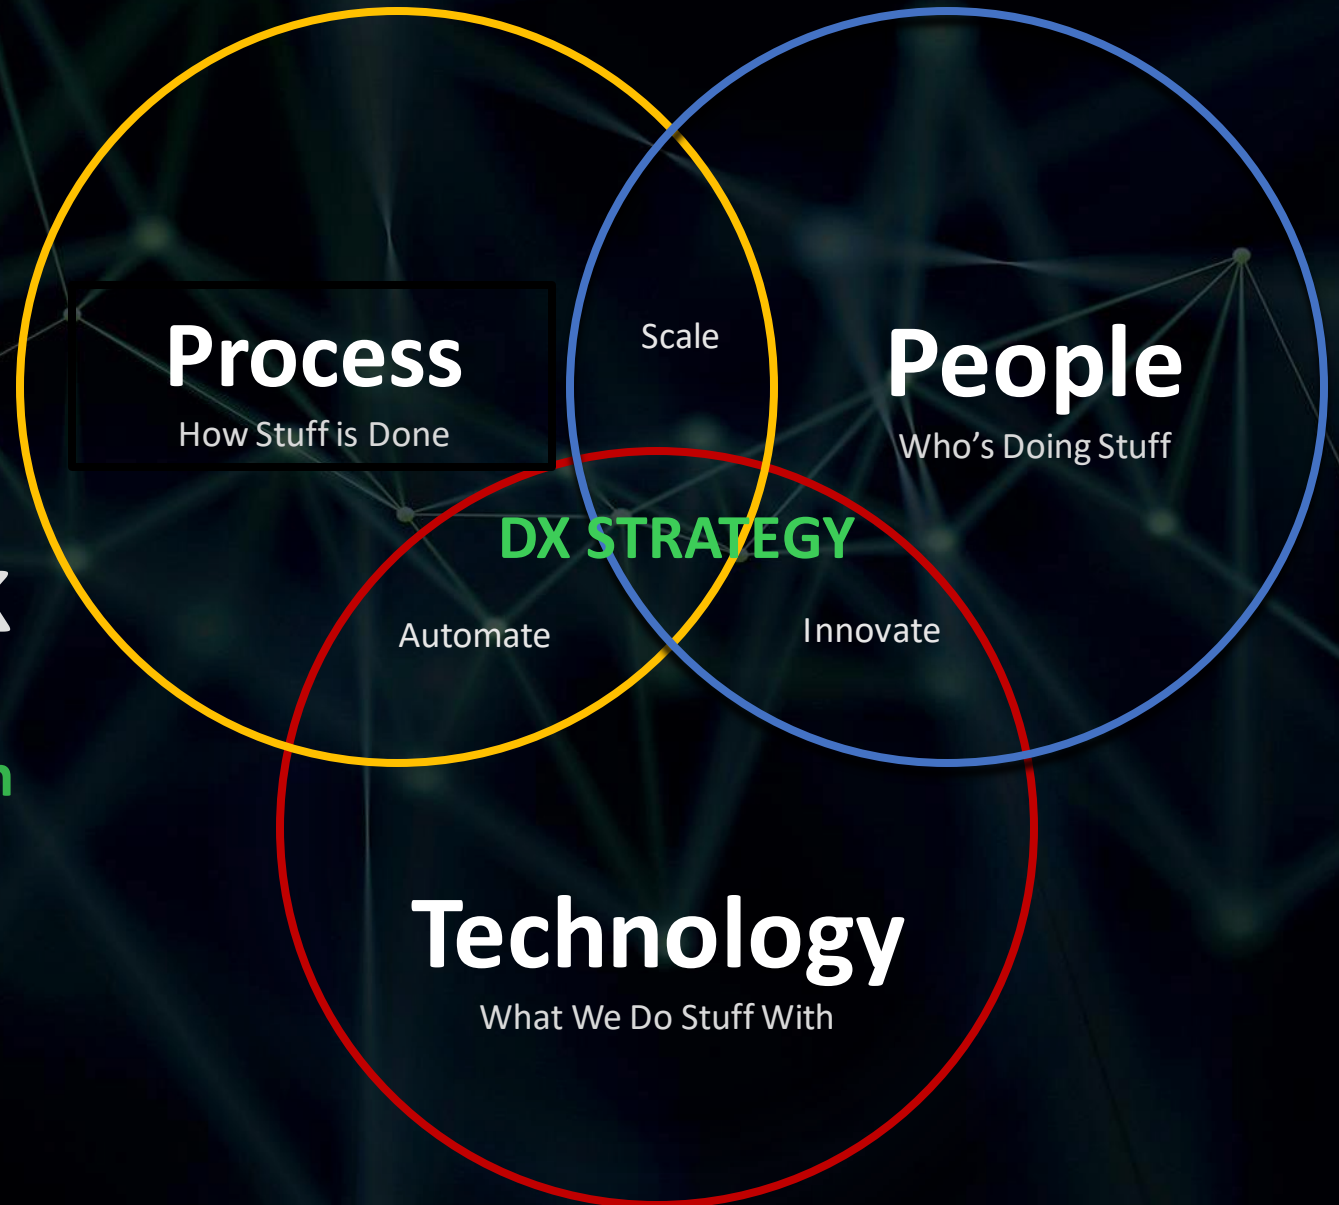 Process
How Stuff is Done
Scale
People
Who's Doing Stuff
DX STRATEGY
Automate
Innovate
Technology
What We Do Stuff With